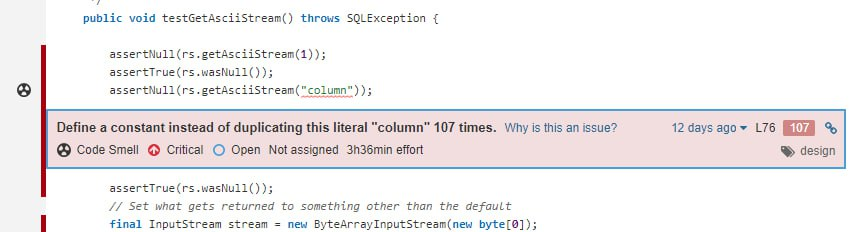 */
public void testGetAsciiStream() throws SQLException {
assertNull(rs.getAsciiStream(1));
assertTrue(rs.wasNull());
assertNull(rs.getAsciiStream("column"));
Define a constant instead of duplicating this literal "column" 107 times. Why is this an issue? 12 days ago L76 107
Code Smell Critical Open Not assigned 3h36min effort design
assertTrue(rs.wasNull());
// Set what gets returned to something other than the default
final InputStream stream = new ByteArrayInputStream(new byte[0]);